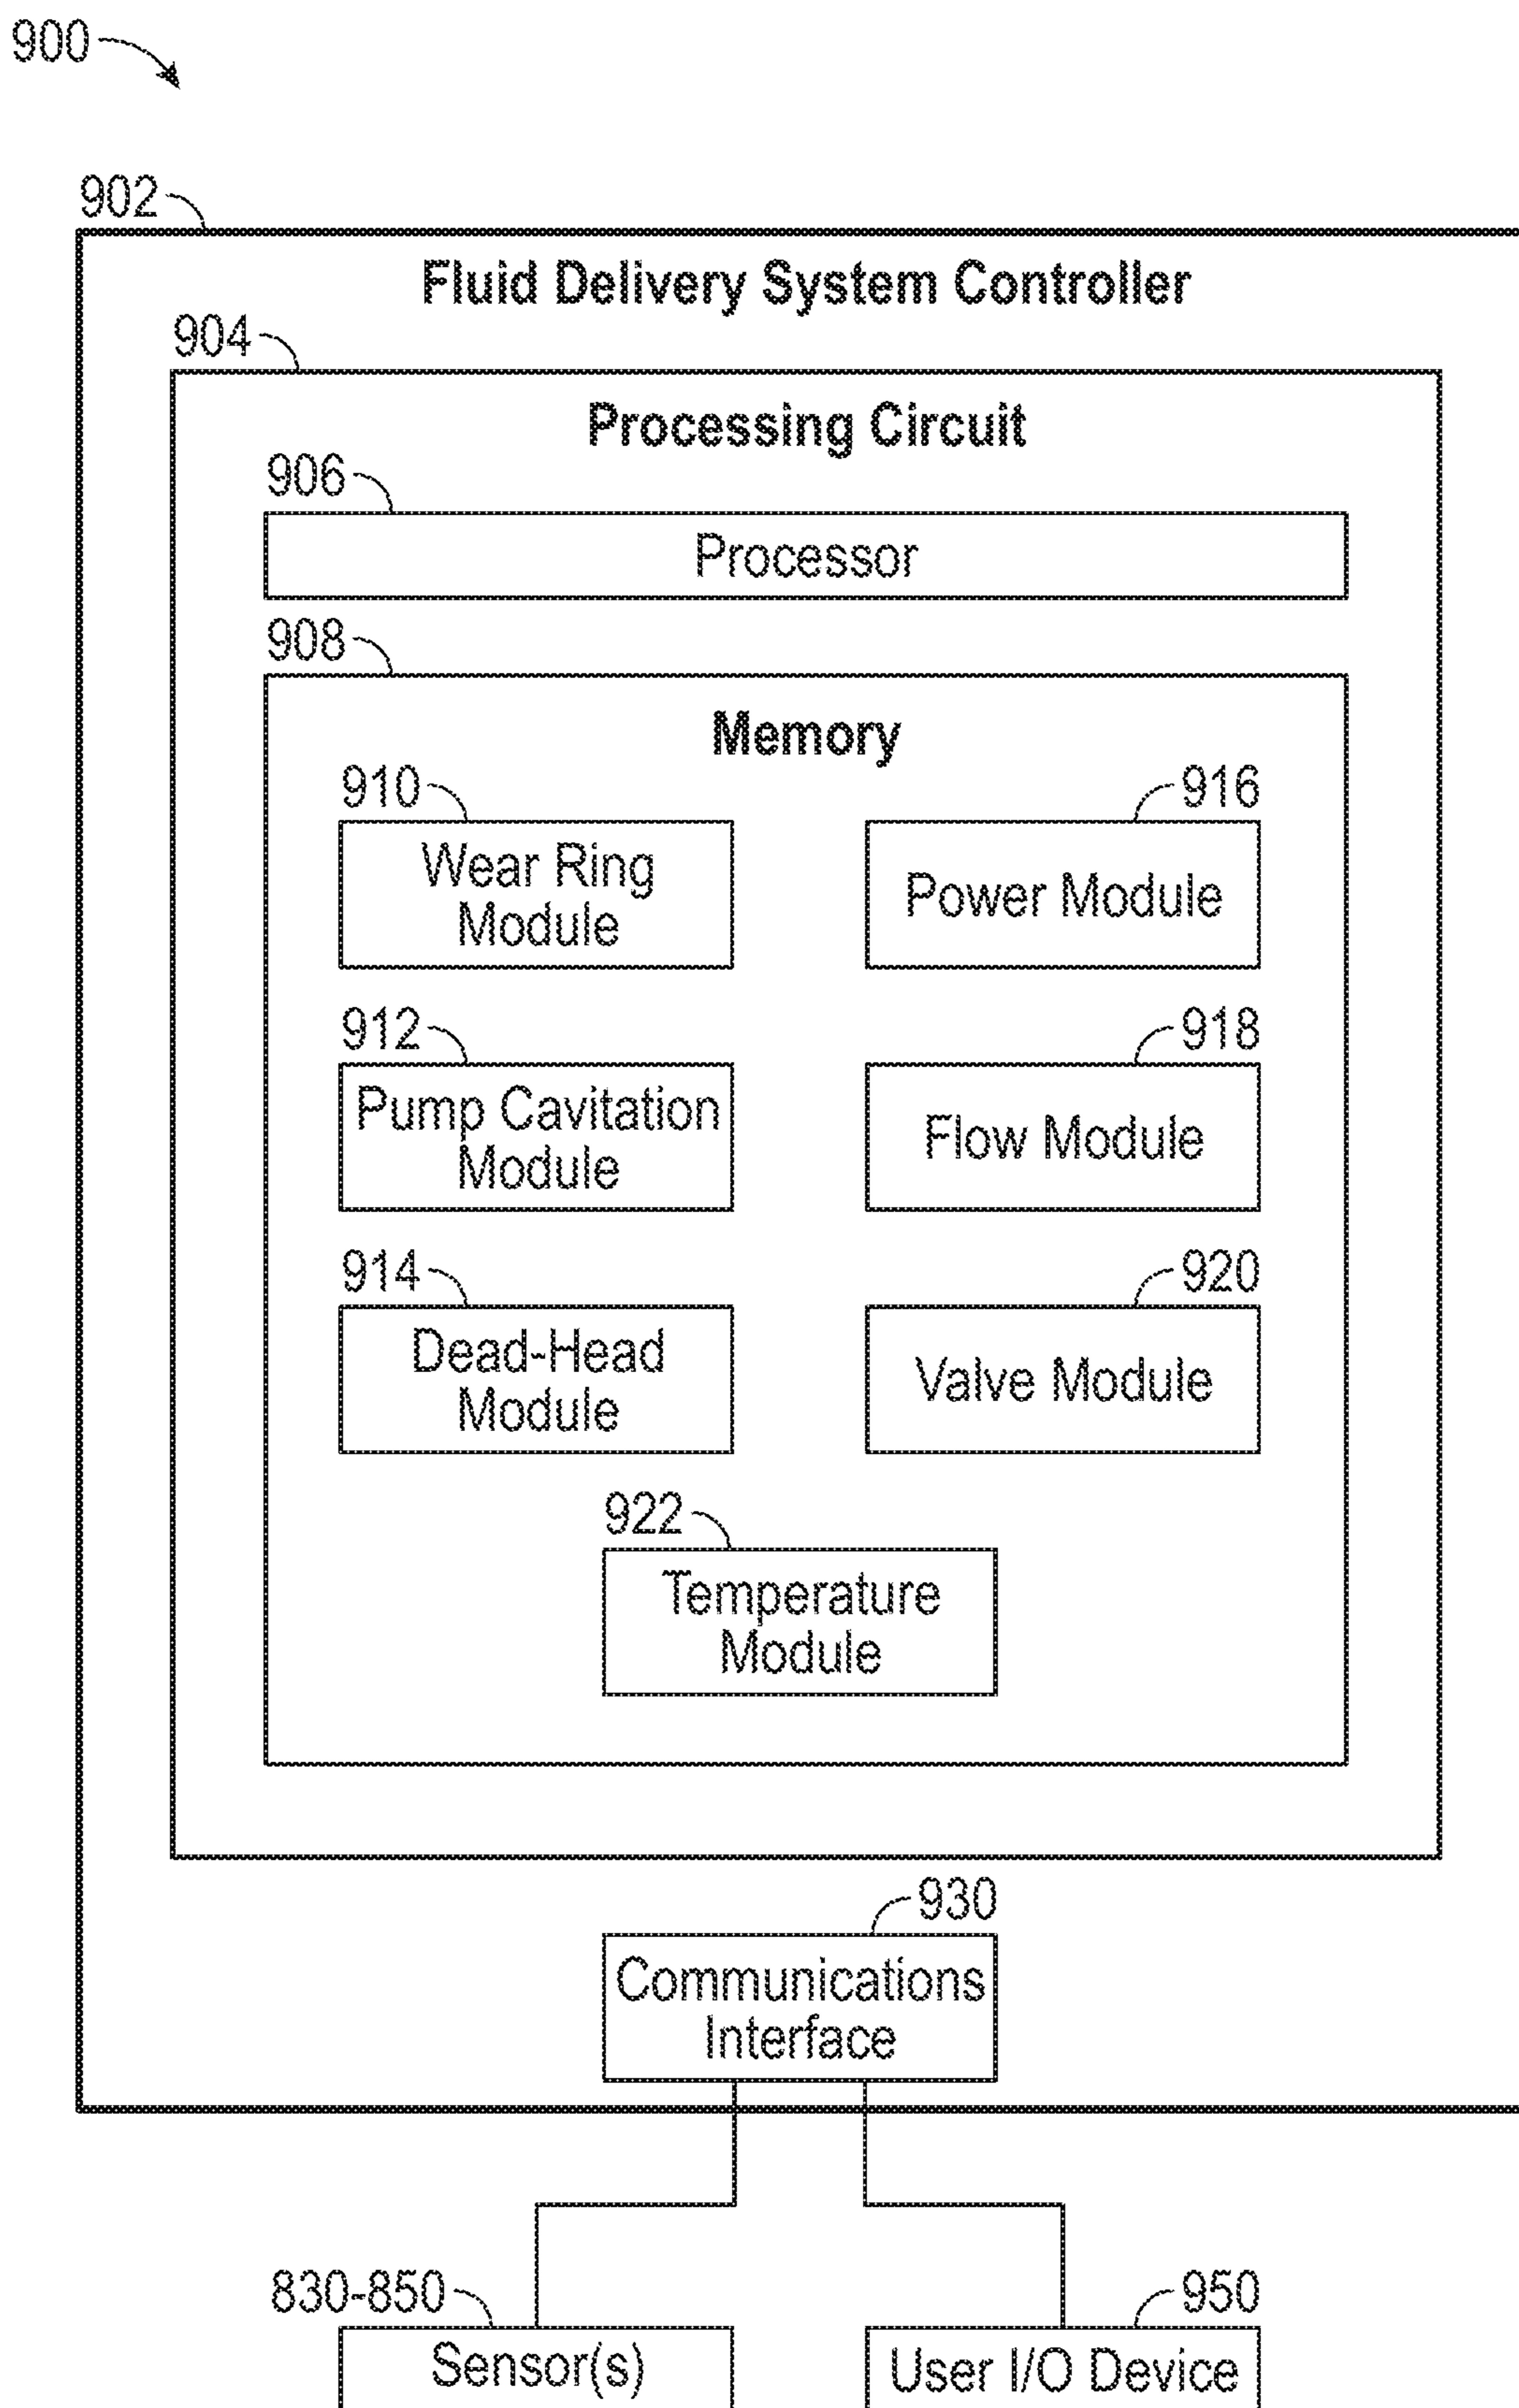 900
902
Fluid Delivery System Controller
904
Processing Circuit
906
Processor
908
Memory
910
Wear Ring
Module
916
Power Module
912
Pump Cavitation
Module
918
Flow Module
914
Dead-Head
Module
920
Valve Module
922
Temperature
Module
930
Communications
Interface
830-850
Sensor(s)
950
User I/O Device